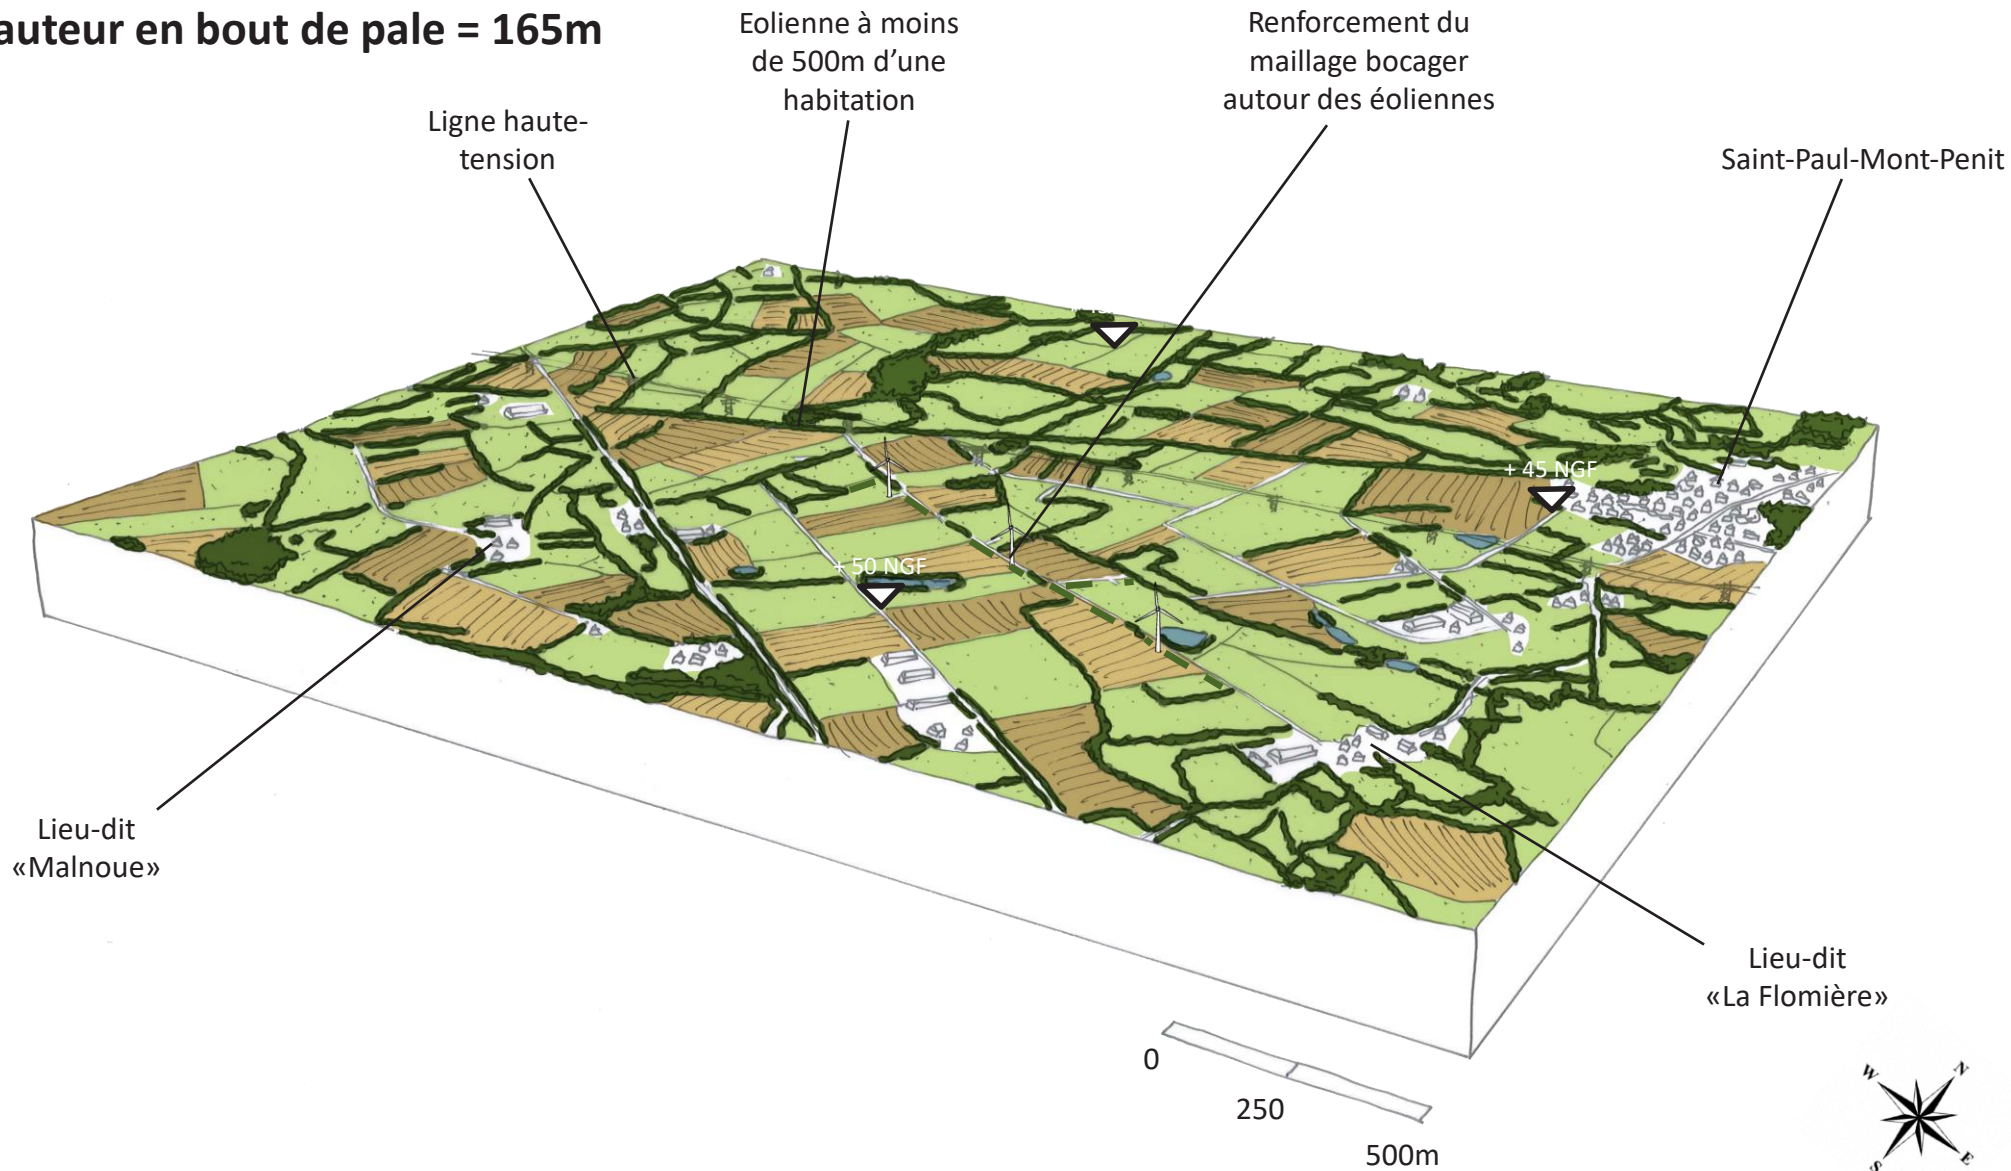 auteur en bout de pale = 165m
Eolienne à moins
de 500m d’une
habitation
Renforcement du
maillage bocager
autour des éoliennes
Ligne haute-
tension
Saint-Paul-Mont-Penit
+ 45 NGF
+ 50 NGF
Lieu-dit
«Malnoue»
Lieu-dit
«La Flomière»
0
250
500m
W
N
S
E